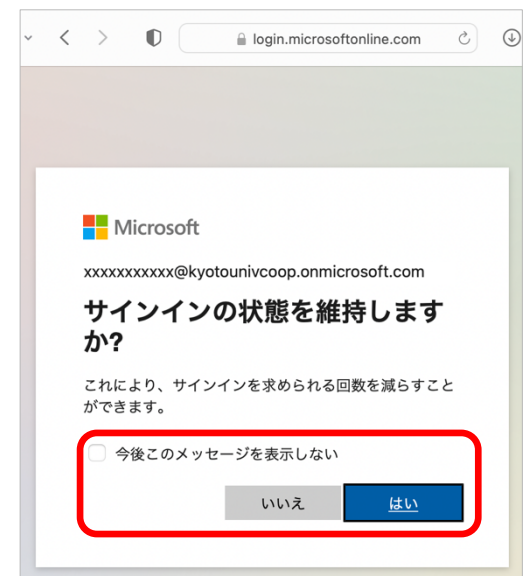 login.microsoftonline.com
Microsoft
xxxxxxxxxxx@kyotounivcoop.onmicrosoft.com
サインインの状態を維持します
か?
これにより、サインインを求められる回数を減らすこと
ができます。
今後このメッセージを表示しない
いいえ はい